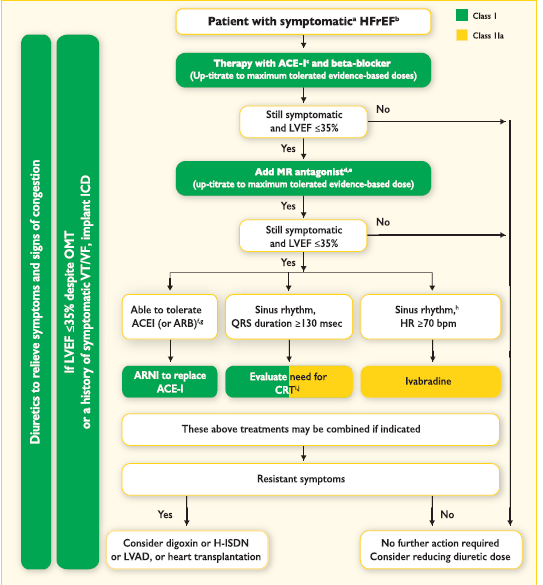 Patient with symptomaticᵃ HFrEFᵇ
Class I
Class IIa
Therapy with ACE-Iᶜ and beta-blocker
(Up-titrate to maximum tolerated evidence-based doses)
Still symptomatic
and LVEF ≤35%
No
Yes
Add MR antagonistᵈ,ᵉ
(up-titrate to maximum tolerated evidence-based dose)
Yes
Still symptomatic
and LVEF ≤35%
No
Yes
Able to tolerate
ACEI (or ARB)ᶠ,ᵍ
Sinus rhythm,
QRS duration ≥130 msec
Sinus rhythm,ʰ
HR ≥70 bpm
ARNI to replace
ACE-I
Evaluate need for
CRTⁱ,ʲ
Ivabradine
These above treatments may be combined if indicated
Resistant symptoms
Yes
No
Consider digoxin or H-ISDN
or LVAD, or heart transplantation
No further action required
Consider reducing diuretic dose
Diuretics to relieve symptoms and signs of congestion
If LVEF ≤35% despite OMT
or a history of symptomatic VT/VF, implant ICD